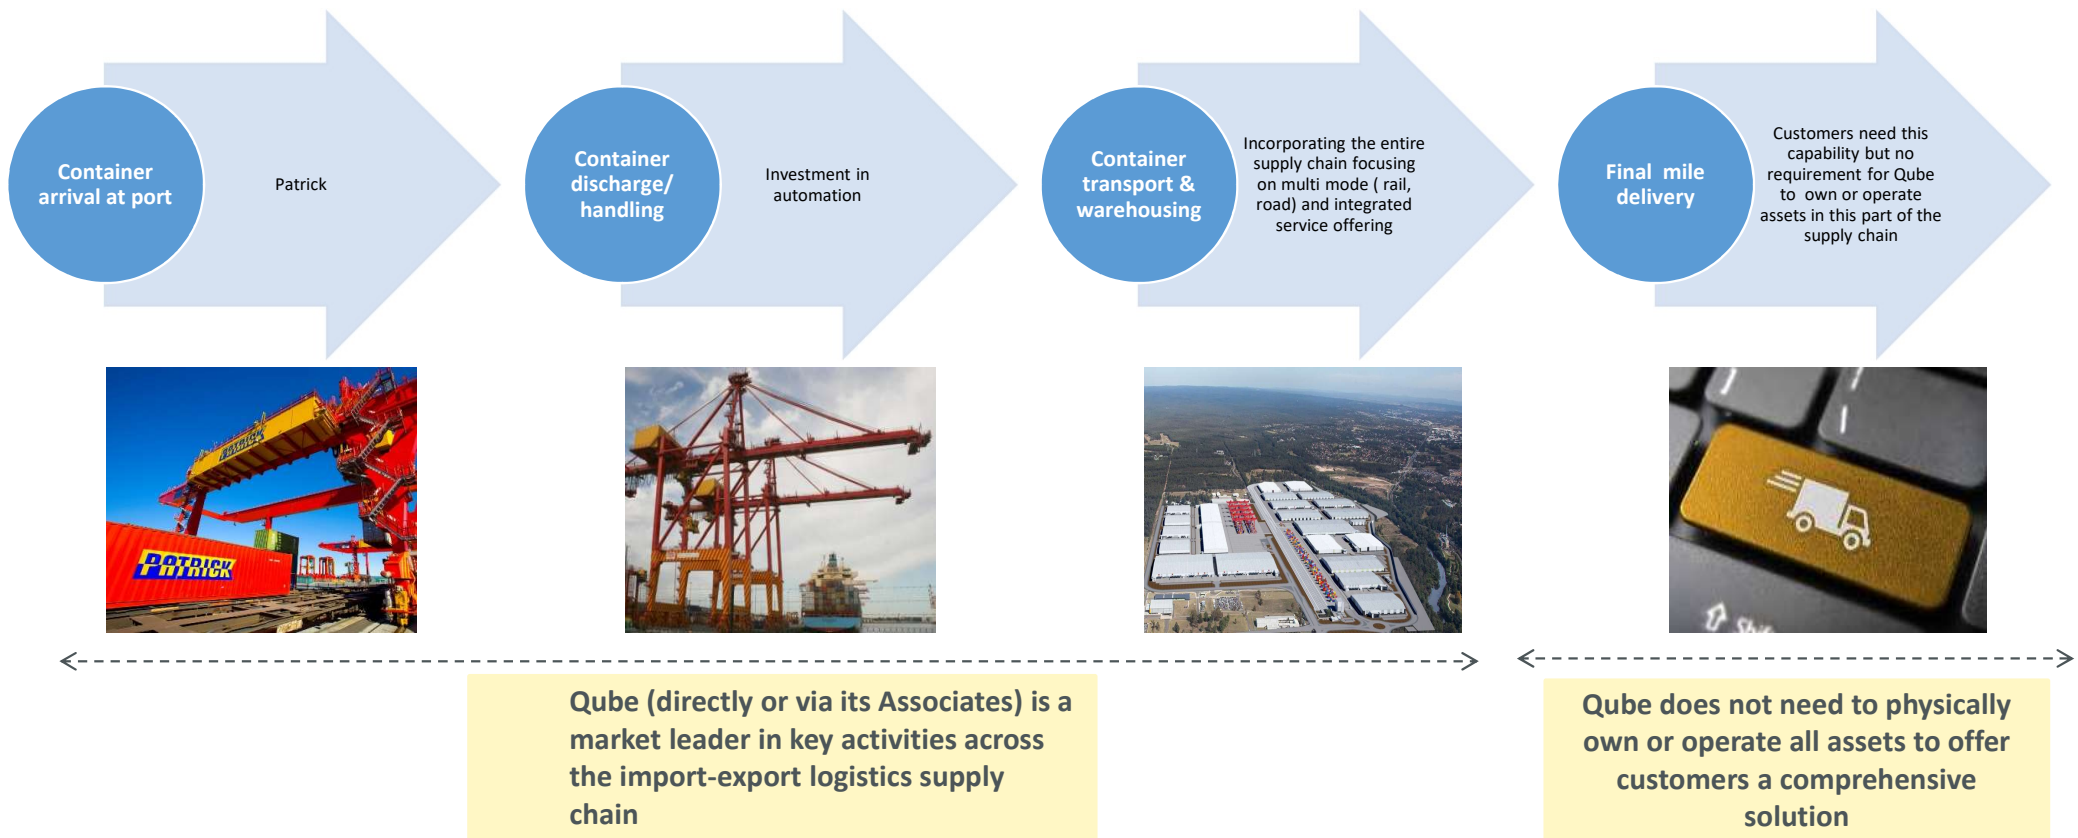 Container
arrival at port
Patrick
Container
discharge/
handling
Investment in
automation
Container
transport &
warehousing
Incorporating the entire
supply chain focusing
on multi mode ( rail,
road) and integrated
service offering
Final  mile
delivery
Customers need this
capability but no
requirement for Qube
to  own or operate
assets in this part of the
supply chain
PATRICK
PATRICK
Shift
Qube (directly or via its Associates) is a
market leader in key activities across
the import-export logistics supply
chain
Qube does not need to physically
own or operate all assets to offer
customers a comprehensive
solution